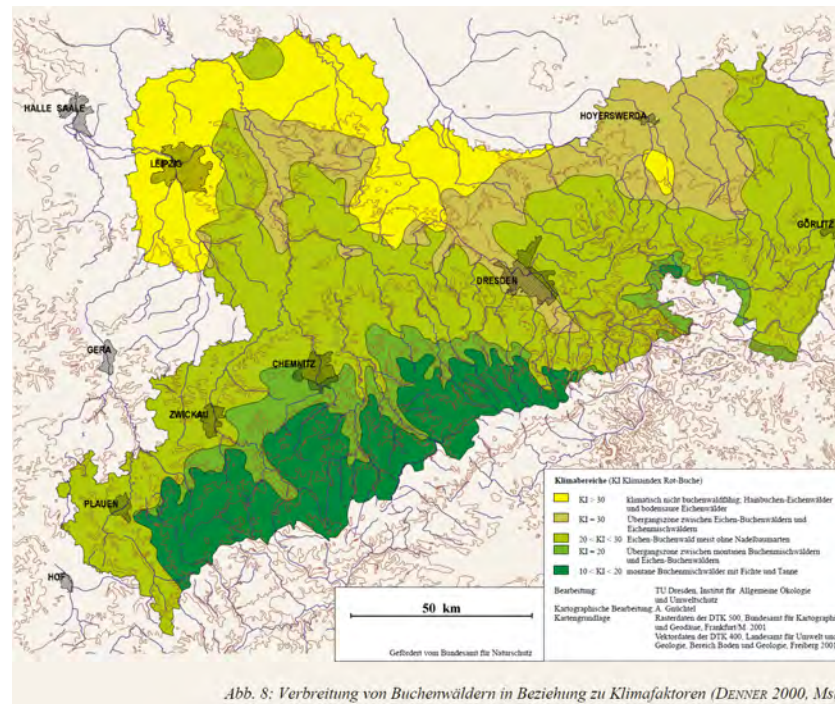 HALLE SAALE
HOYERSWERDA
LEIPZIG
GÖRLITZ
DRESDEN
GERA
CHEMNITZ
ZWICKAU
PLAUEN
HOF
Klimabereiche (KI Klimaindex Rot-Buche)
KI > 30 klimatisch nicht buchenwaldfähig; Hainbuchen-Eichenwälder
und bodensaure Eichenwälder
KI = 30 Übergangszone zwischen Eichen-Buchenwäldern und
Eichenmischwäldern
20 < KI < 30 Eichen-Buchenwald meist ohne Nadelbaumarten
KI = 20 Übergangszone zwischen montanen Buchenmischwäldern
und Eichen-Buchenwäldern
10 < KI < 20 montane Buchenmischwälder mit Fichte und Tanne
Bearbeitung: TU Dresden, Institut für Allgemeine Ökologie
und Umweltschutz
Kartographische Bearbeitung: A. Gnüchtel
Kartengrundlage Rasterdaten der DTK 500, Bundesamt für Kartograph
und Geodäsie, Frankfurt/M. 2001
Vektordaten der DTK 400, Landesamt für Umwelt un
Geologie, Bereich Boden und Geologie, Freiberg 2001
50 km
Gefördert vom Bundesamt für Naturschutz
Abb. 8: Verbreitung von Buchenwäldern in Beziehung zu Klimafaktoren (DENNER 2000, Msk